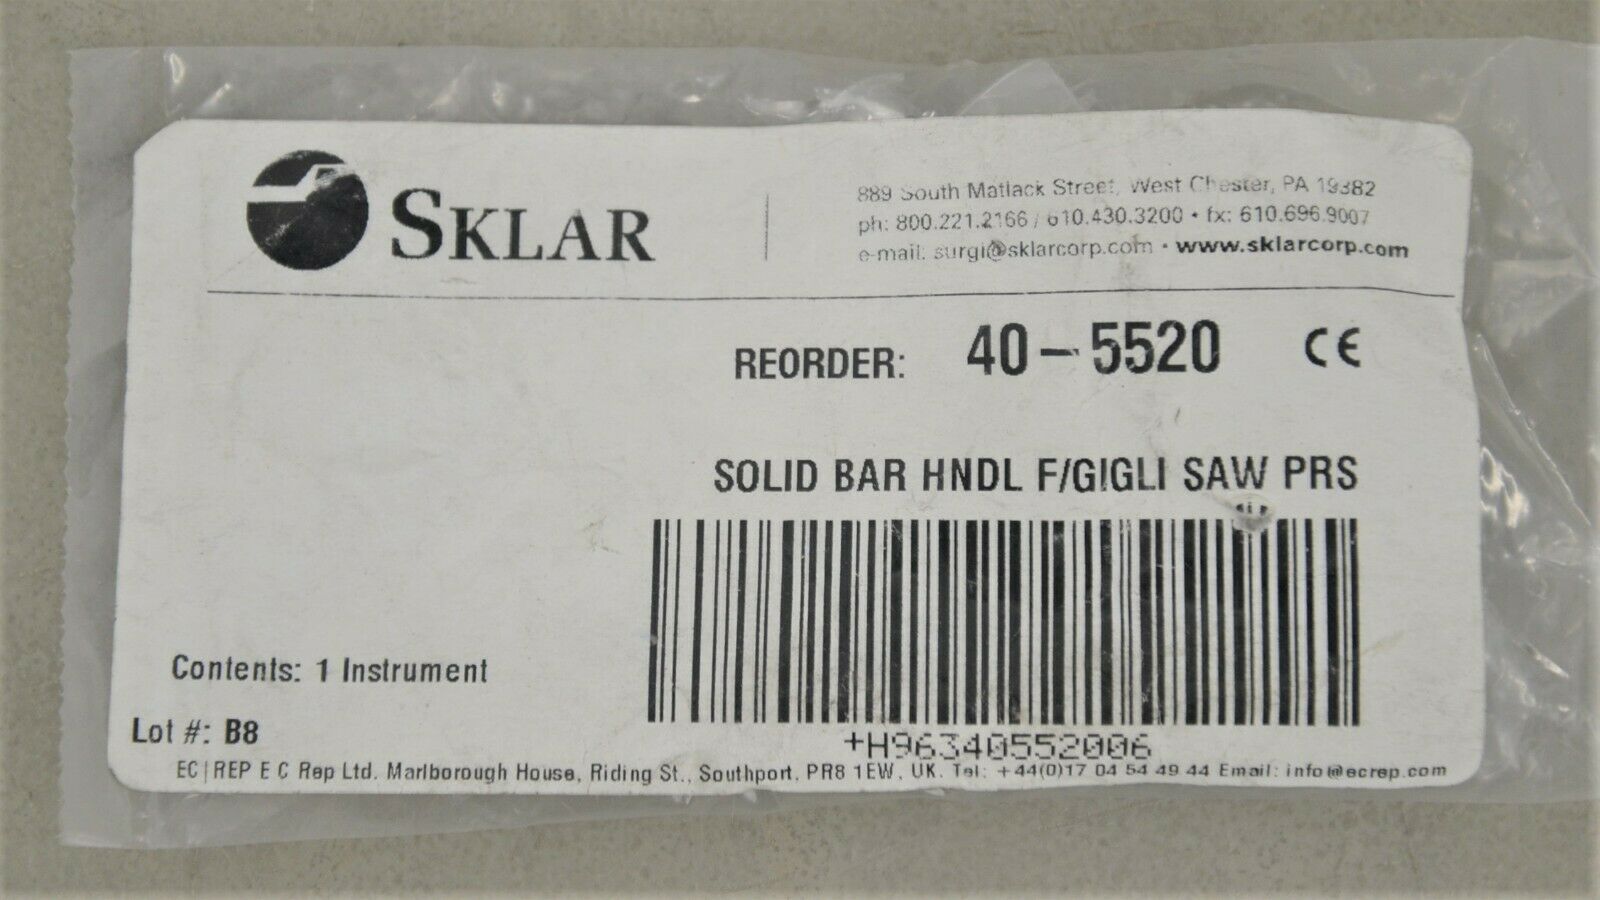 SKLAR
889 South Matlack Street, West Chester, PA 19382
ph: 800.221.2166 / 610.430.3200 • fx: 610.696.9007
e-mail: surgi@sklarcorp.com • www.sklarcorp.com
REORDER: 40-5520 CE
SOLID BAR HNDL F/GIGLI SAW PRS
Contents: 1 Instrument
Lot #: B8
+H96340552006
EC|REP E C Rep Ltd. Marlborough House, Riding St., Southport, PR8 1EW, UK. Tel: +44(0)17 04 54 49 44 Email: info@ecrep.com